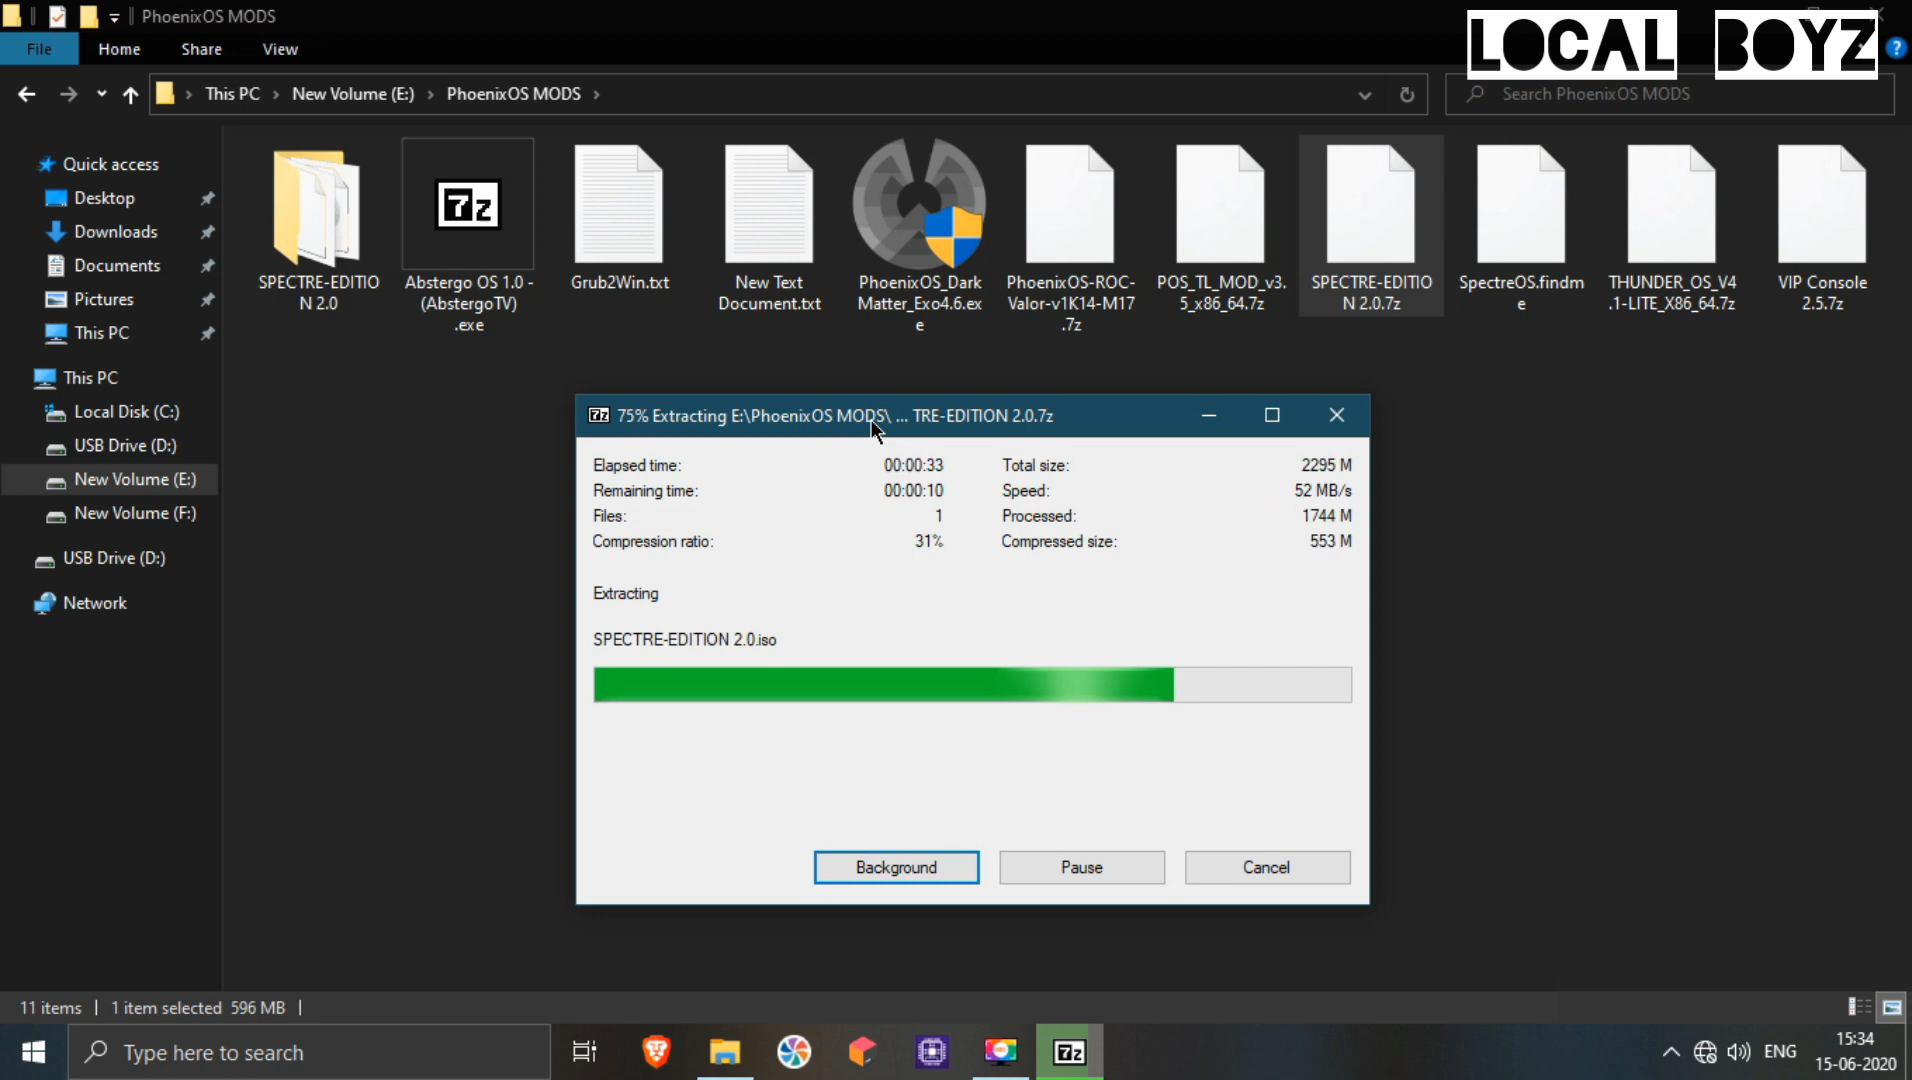 PhoenixOS MODS
LOCAL BOYZ
File Home Share View
?
This PC New Volume (E:) PhoenixOS MODS
Search PhoenixOS MODS
Quick access
Desktop
Downloads
Documents
Pictures
This PC
This PC
Local Disk (C:)
USB Drive (D:)
New Volume (E:)
New Volume (F:)
USB Drive (D:)
Network
SPECTRE-EDITIO
N 2.0
7z
Abstergo OS 1.0 -
(AbstergoTV)
.exe
Grub2Win.txt
New Text
Document.txt
PhoenixOS_Dark
Matter_Exo4.6.ex
e
PhoenixOS-ROC-
Valor-v1K14-M17
.7z
POS_TL_MOD_v3.
5_x86_64.7z
SPECTRE-EDITIO
N 2.0.7z
SpectreOS.findm
e
THUNDER_OS_V4
.1-LITE_X86_64.7z
VIP Console
2.5.7z
7z 75% Extracting E:\PhoenixOS MODS\ ... TRE-EDITION 2.0.7z
Elapsed time: 00:00:33 Total size: 2295 M
Remaining time: 00:00:10 Speed: 52 MB/s
Files: 1 Processed: 1744 M
Compression ratio: 31% Compressed size: 553 M
Extracting
SPECTRE-EDITION 2.0.iso
Background Pause Cancel
11 items 1 item selected 596 MB
Type here to search
7z
ENG
15:34
15-06-2020